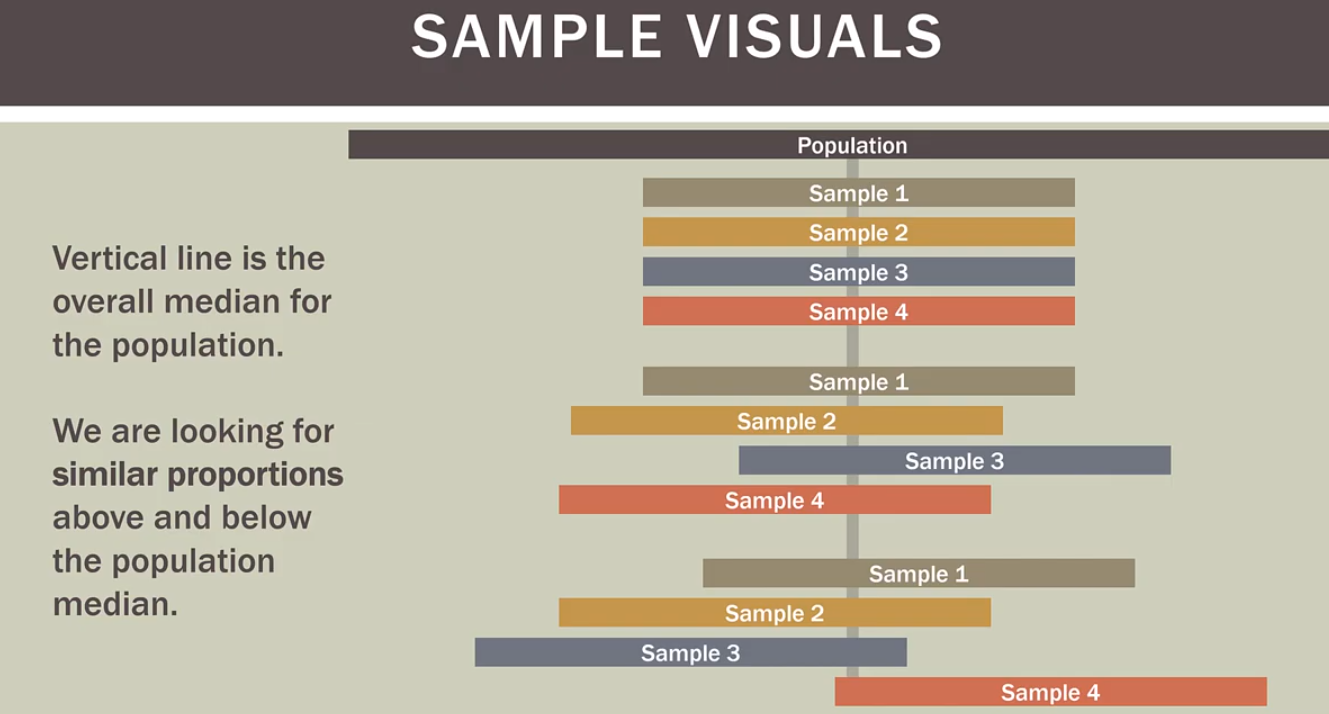 SAMPLE VISUALS
Population
Sample 1
Sample 2
Sample 3
Sample 4
Vertical line is the
overall median for
the population.
We are looking for
similar proportions
above and below
the population
median.
Sample 1
Sample 2
Sample 3
Sample 4
Sample 1
Sample 2
Sample 3
Sample 4